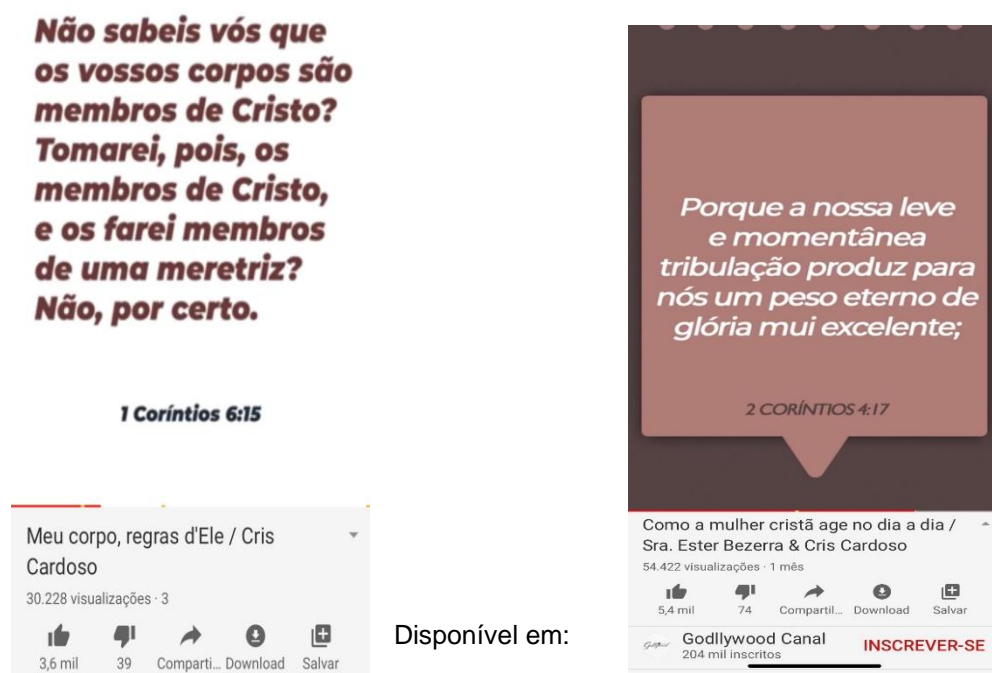 Não sabeis vós que
os vossos corpos são
membros de Cristo?
Tomarei, pois, os
membros de Cristo,
e os farei membros
de uma meretriz?
Não, por certo.
1 Coríntios 6:15
Meu corpo, regras d'Ele / Cris
Cardoso
30.228 visualizações · 3
3,6 mil 39 Comparti... Download Salvar
Disponível em:
Porque a nossa leve
e momentânea
tribulação produz para
nós um peso eterno de
glória mui excelente;
2 CORÍNTIOS 4:17
Como a mulher cristã age no dia a dia /
Sra. Ester Bezerra & Cris Cardoso
54.422 visualizações · 1 mês
5,4 mil 74 Compartil... Download Salvar
Godllywood Canal
204 mil inscritos
INSCREVER-SE